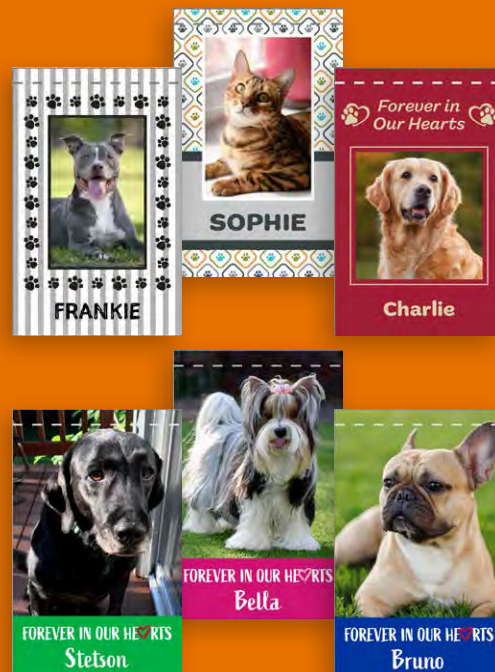 FRANKIE
SOPHIE
Forever in
Our Hearts
Charlie
FOREVER IN OUR HEARTS
Stetson
FOREVER IN OUR HEARTS
Bella
FOREVER IN OUR HEARTS
Bruno